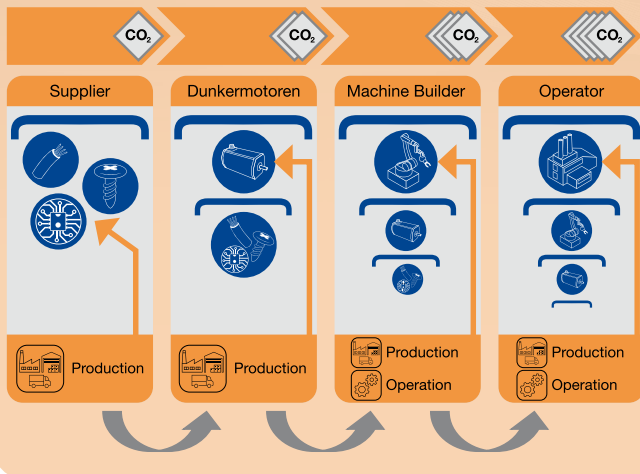 CO₂
CO₂
CO₂
CO₂
Supplier
Dunkermotoren
Machine Builder
Operator
Production
Production
Production
Operation
Production
Operation